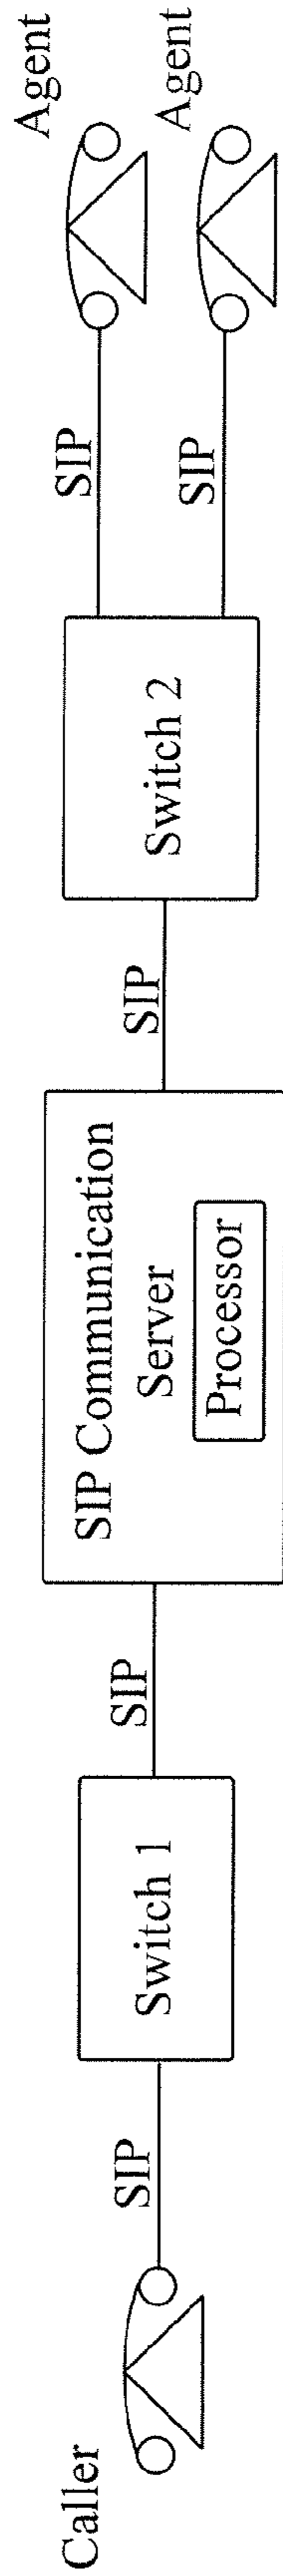 Caller
SIP
Switch 1
SIP
SIP Communication
Server
Processor
SIP
Switch 2
SIP
SIP
Agent
Agent